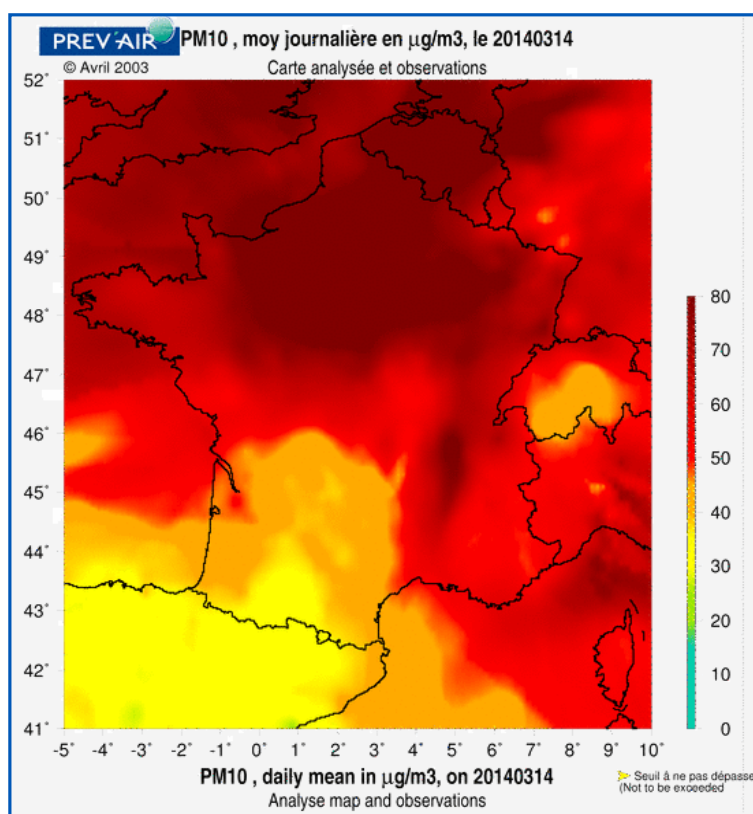 PREV'AIR
PM10 , moy journalière en µg/m3, le 20140314
© Avril 2003
Carte analysée et observations
52°
51°
50°
49°
48°
47°
46°
45°
44°
43°
42°
41°
-5° -4° -3° -2° -1° 0° 1° 2° 3° 4° 5° 6° 7° 8° 9° 10°
80
70
60
50
40
30
20
10
0
PM10 , daily mean in µg/m3, on 20140314
Analyse map and observations
Seuil â ne pas dépasse
(Not to be exceeded